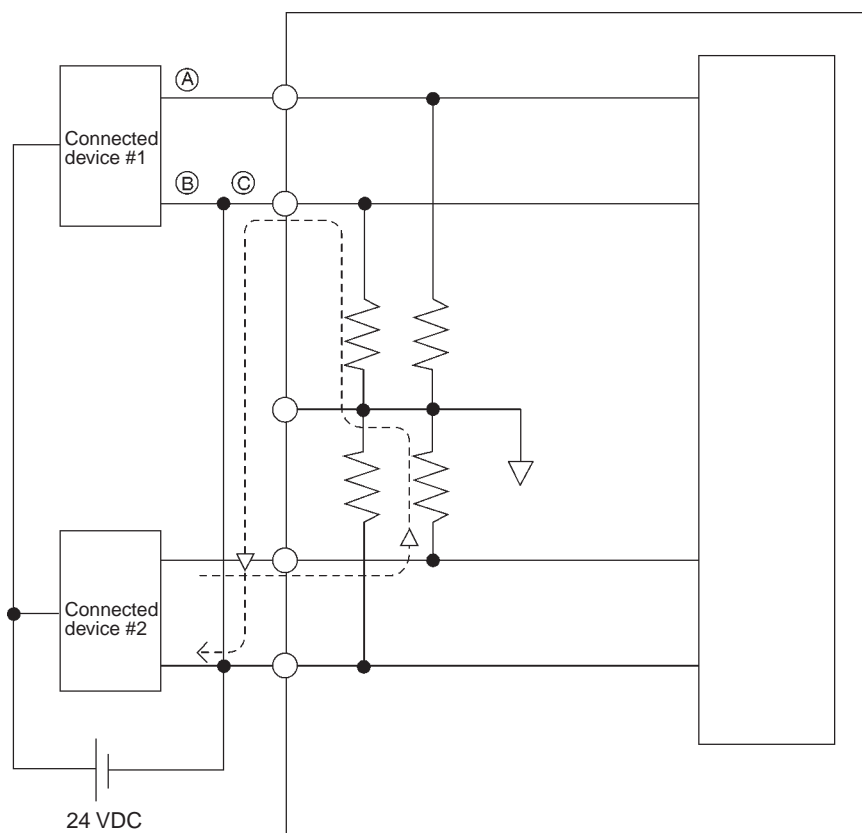 Ⓐ
Connected
device #1
Ⓑ Ⓒ
Connected
device #2
24 VDC